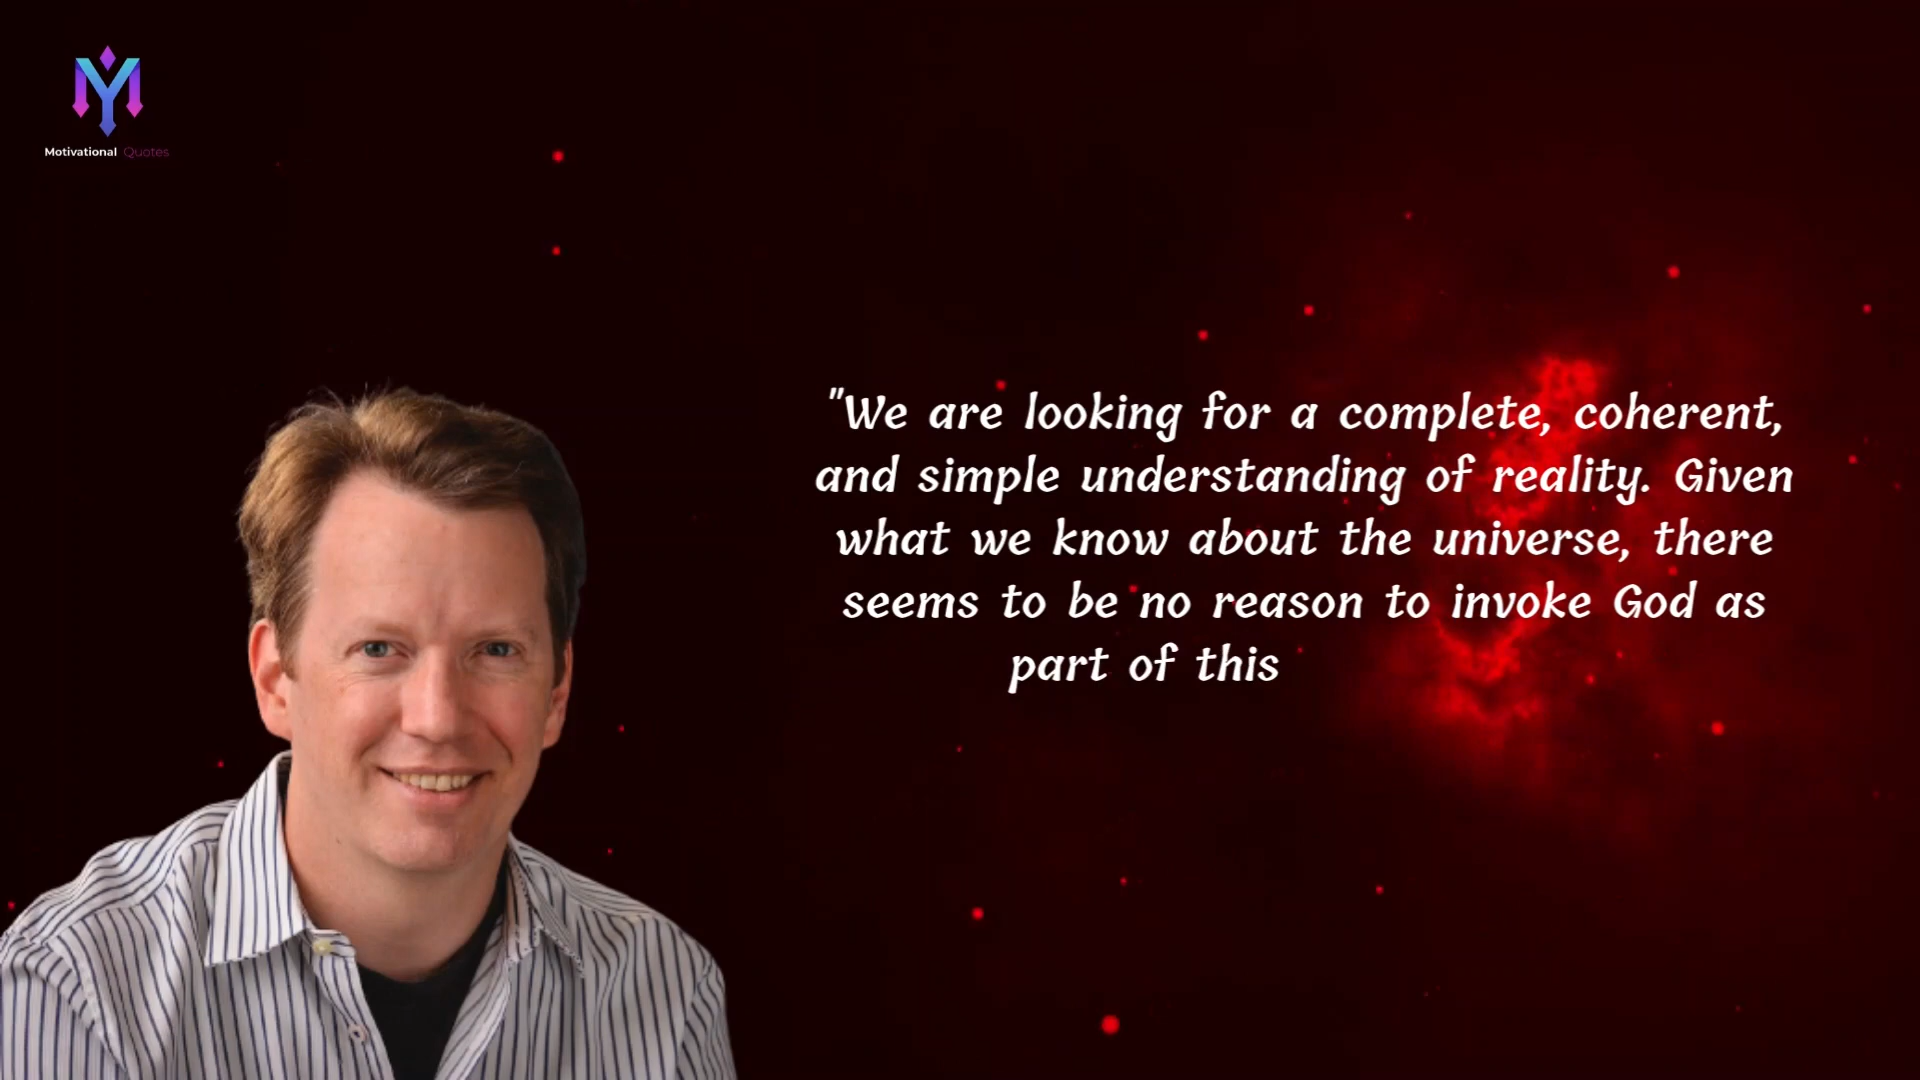 Motivational Quotes
"We are looking for a complete, coherent,
and simple understanding of reality. Given
what we know about the universe, there
seems to be no reason to invoke God as
part of this